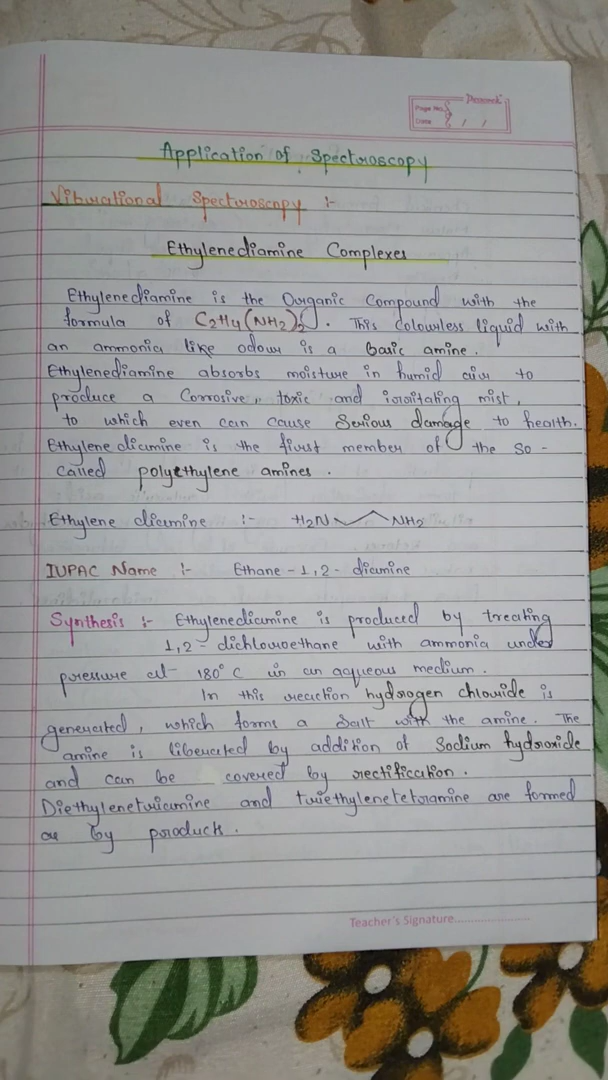 Page No.
Date
Application of Spectroscopy
Vibrational Spectroscopy :-
Ethylenediamine Complexes
Ethylenediamine is the Organic Compound with the
formula of C2H4(NH2)2. This Colourless liquid with
an ammonia like odour is a basic amine.
Ethylenediamine absorbs moisture in humid air to
produce a Corrosive, toxic and irritating mist,
to which even can cause Serious damage to health.
Ethylene diamine is the first member of the so-
called polyethylene amines.
Ethylene diamine :- H2N NH2
IUPAC Name :- Ethane-1,2-diamine
Synthesis :- Ethylenediamine is produced by treating
1,2-dichloroethane with ammonia under
pressure at 180°C in an aqueous medium.
In this reaction hydrogen chloride is
generated, which forms a Salt with the amine. The
amine is liberated by addition of Sodium hydroxide
and can be covered by rectification.
Diethylenetriamine and triethylenetetramine are formed
as by products.
Teacher's Signature